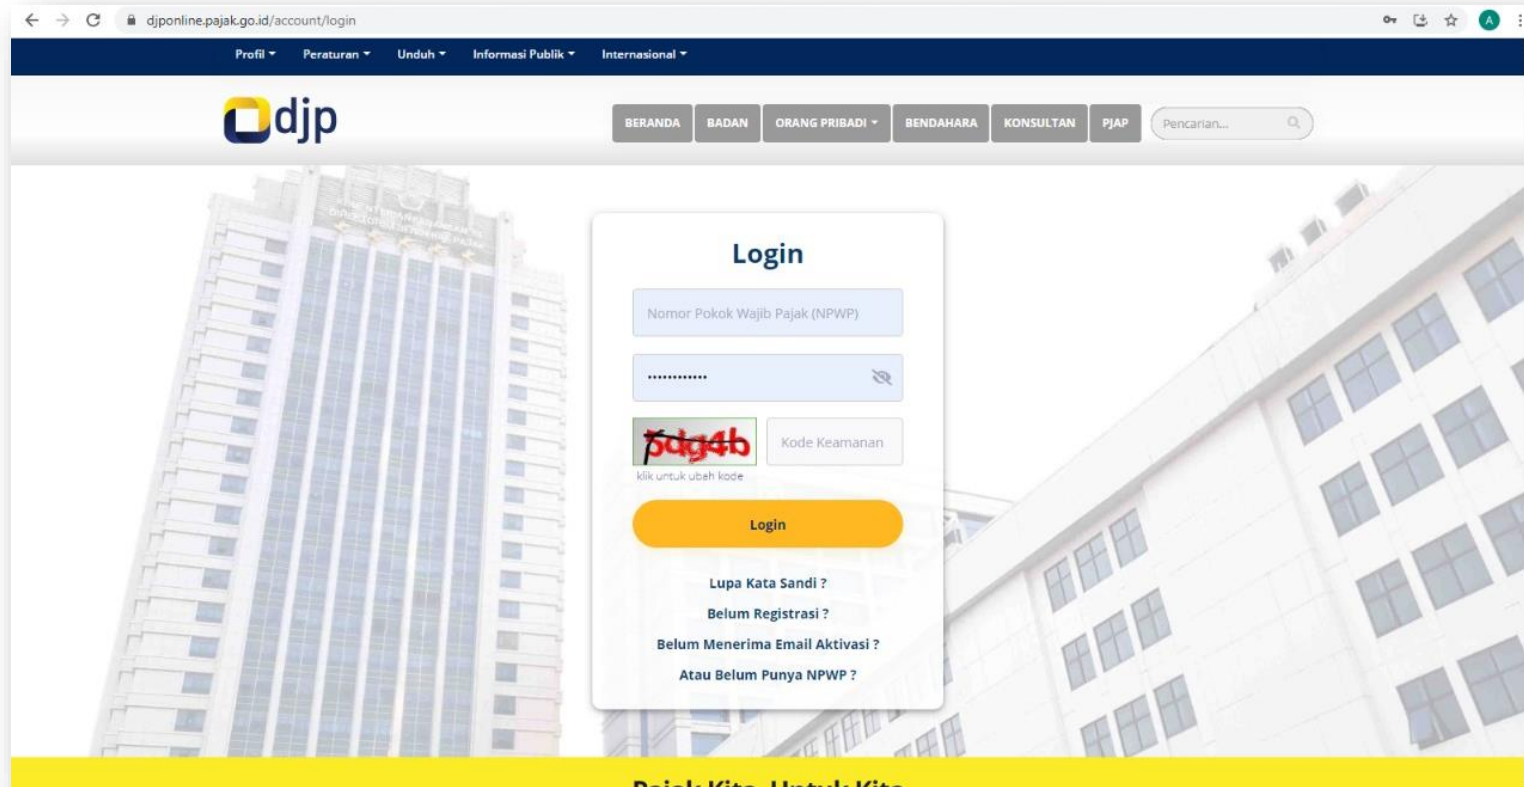 djponline.pajak.go.id/account/login
A
Profil Peraturan Unduh Informasi Publik Internasional
djp
BERANDA BADAN ORANG PRIBADI BENDAHARA KONSULTAN PJAP Pencarian...
Login
Nomor Pokok Wajib Pajak (NPWP)
5dg4b Kode Keamanan
klik untuk ubah kode
Login
Lupa Kata Sandi ?
Belum Registrasi ?
Belum Menerima Email Aktivasi ?
Atau Belum Punya NPWP ?
Pajak Kita, Untuk Kita